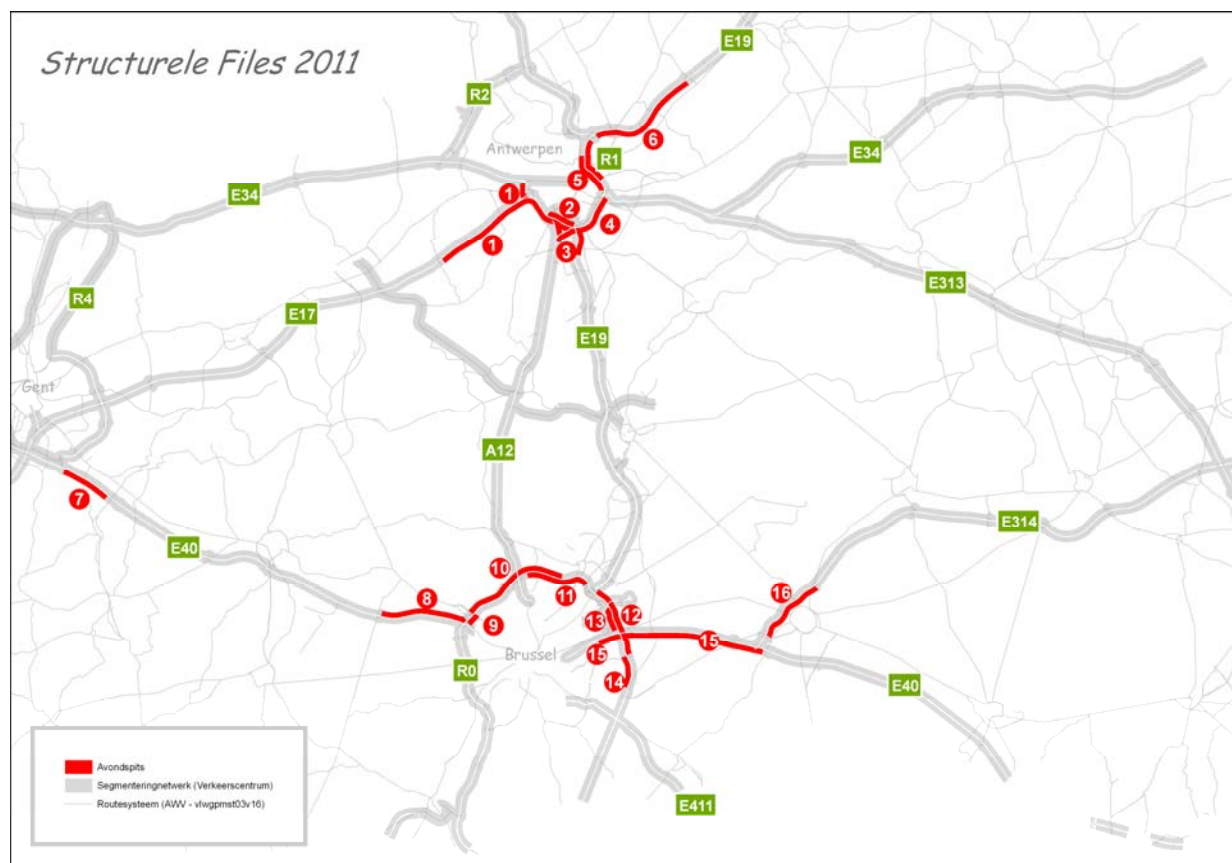 Structurele Files 2011
E19
R2
6
Antwerpen
R1
E34
5
E34
1
2
4
1
3
E313
R4
E17
E19
Gent
A12
7
E314
E40
10
11
16
8
9
13
12
Brussel
15
15
R0
14
E40
Avondspits
Segmenteringnetwerk (Verkeerscentrum)
Routesysteem (AWV - vlwgpmst03v16)
E411